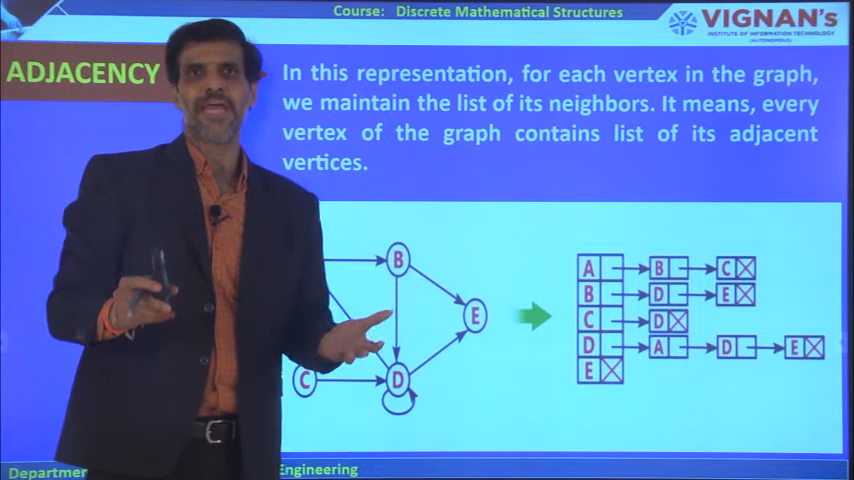 Course: Discrete Mathematical Structures
VIGNAN's
INSTITUTE OF INFORMATION TECHNOLOGY
(AUTONOMOUS)
ADJACENCY
In this representation, for each vertex in the graph,
we maintain the list of its neighbors. It means, every
vertex of the graph contains list of its adjacent
vertices.
B
E
C
D
A B C
B D E
C D
D A D E
E
Engineering